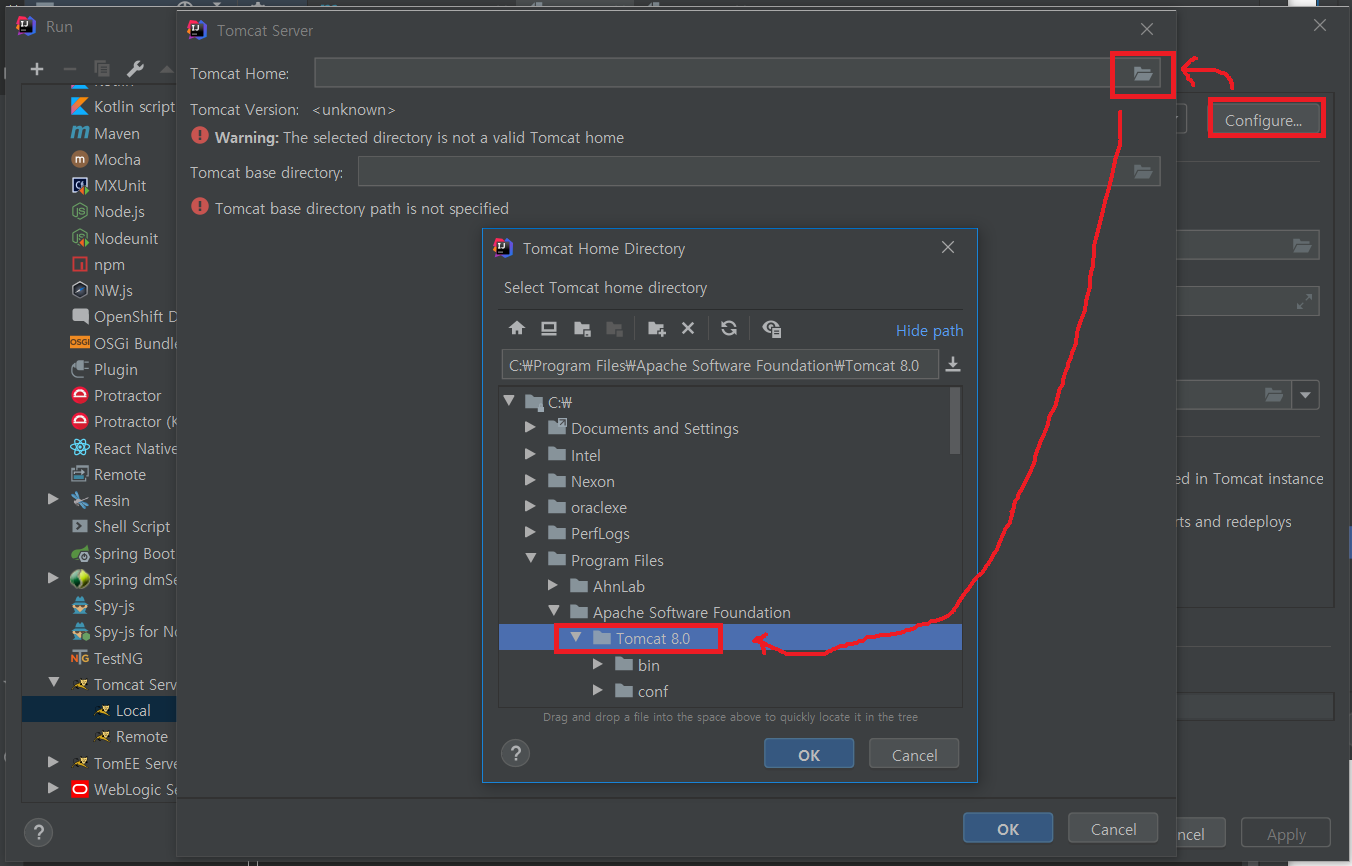 Run
Tomcat Server
Tomcat Home:
Tomcat Version: <unknown>
Warning: The selected directory is not a valid Tomcat home
Tomcat base directory:
Tomcat base directory path is not specified
Configure...
Kotlin script
Maven
Mocha
MXUnit
Node.js
Nodeunit
npm
NW.js
OpenShift D
OSGi Bundle
Plugin
Protractor
Protractor (K
React Native
Remote
Resin
Shell Script
Spring Boot
Spring dmSe
Spy-js
Spy-js for No
TestNG
Tomcat Serv
Local
Remote
TomEE Serve
WebLogic Se
Tomcat Home Directory
Select Tomcat home directory
Hide path
C:₩Program Files₩Apache Software Foundation₩Tomcat 8.0
C:₩
Documents and Settings
Intel
Nexon
oraclexe
PerfLogs
Program Files
AhnLab
Apache Software Foundation
Tomcat 8.0
bin
conf
Drag and drop a file into the space above to quickly locate it in the tree
? OK Cancel
ed in Tomcat instance
rts and redeploys
OK Cancel
? ncel Apply